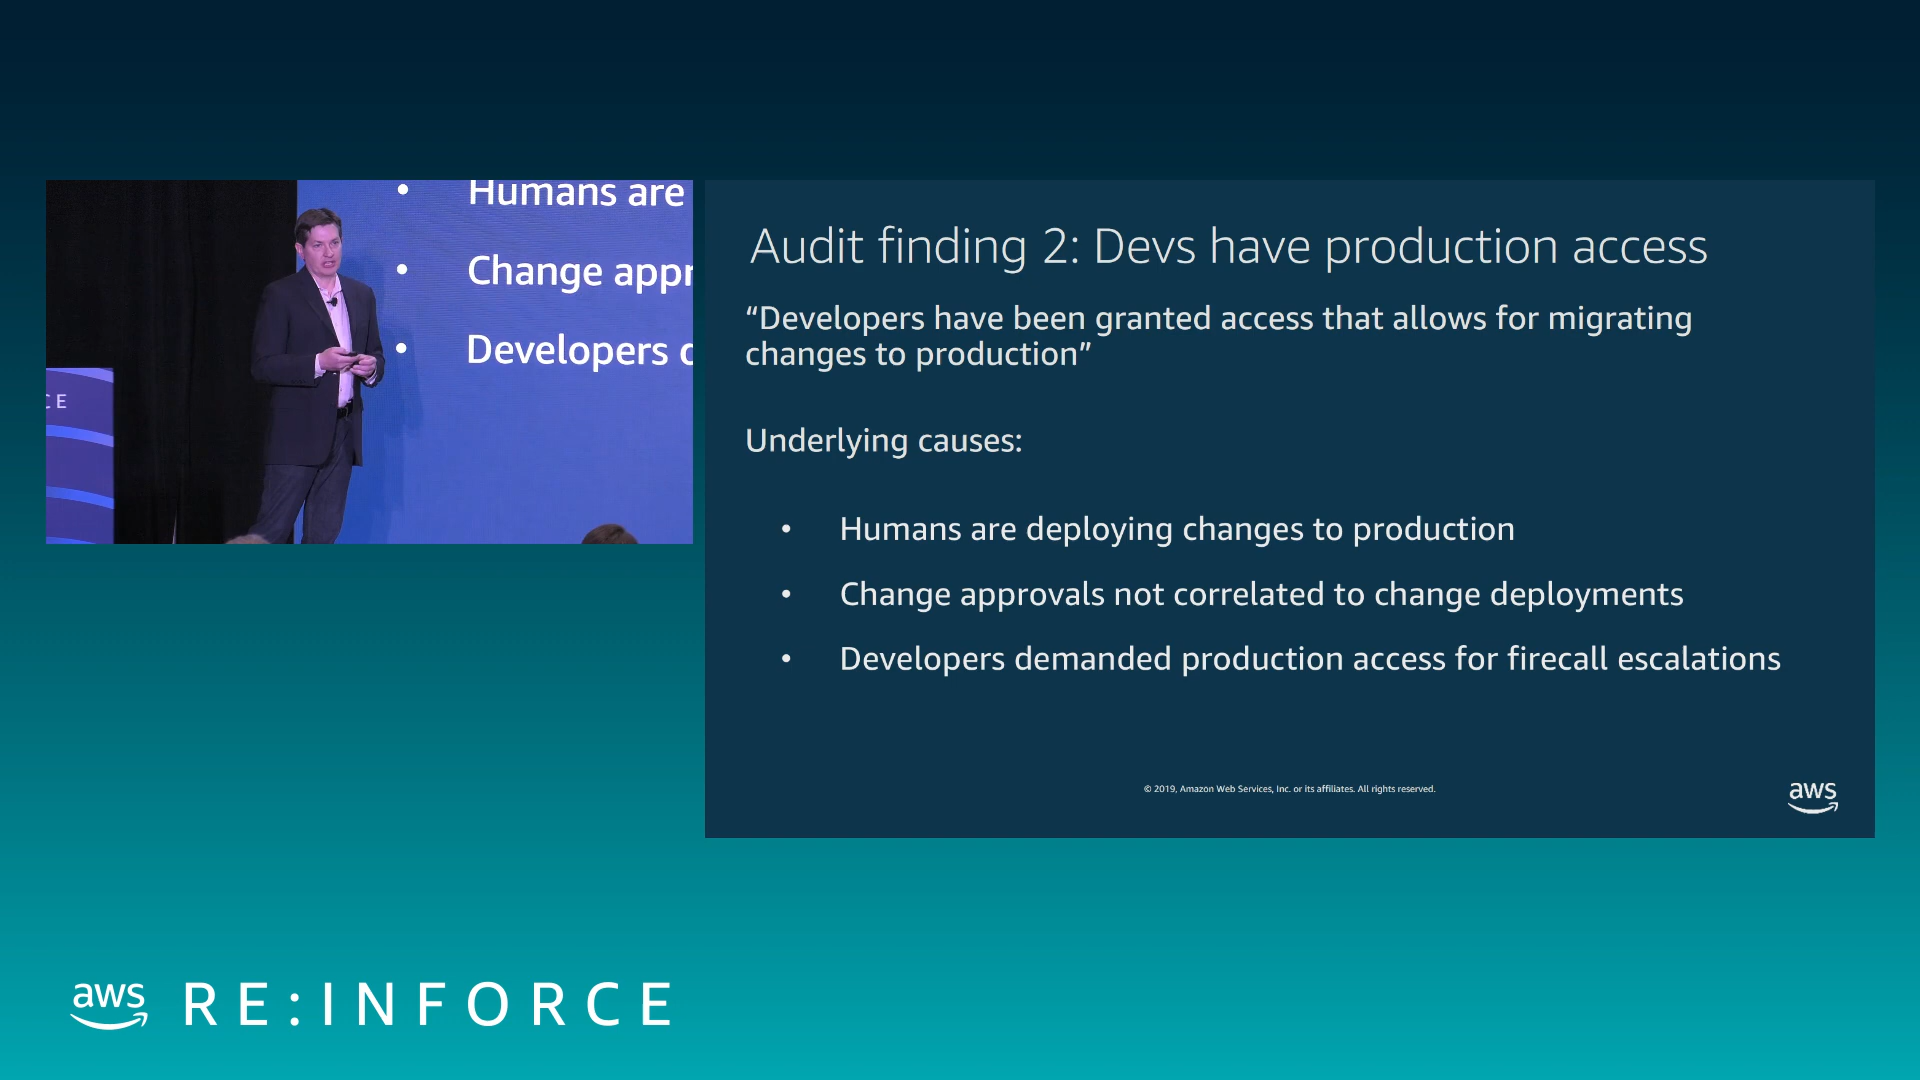 Humans are
Change appr
Developers
CE
Audit finding 2: Devs have production access
“Developers have been granted access that allows for migrating
changes to production”
Underlying causes:
• Humans are deploying changes to production
• Change approvals not correlated to change deployments
• Developers demanded production access for firecall escalations
© 2019, Amazon Web Services, Inc. or its affiliates. All rights reserved.
aws
aws RE:INFORCE